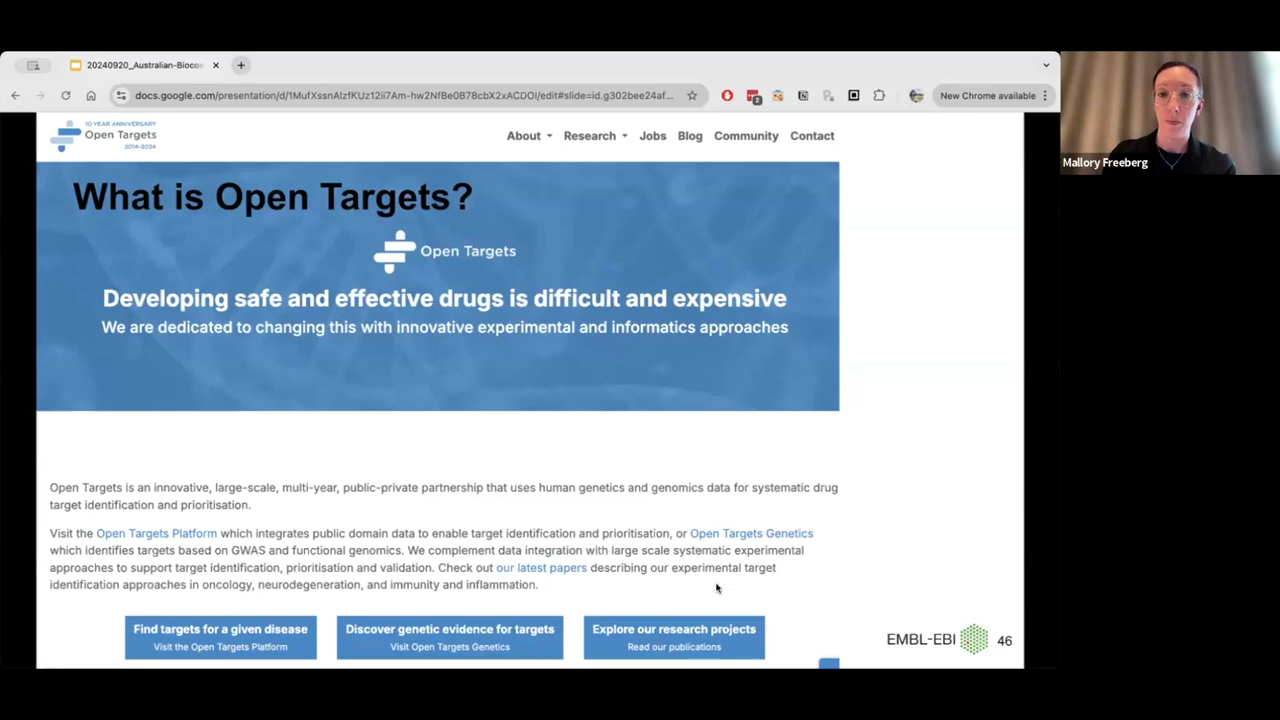 20240920_Australian-Bioco
docs.google.com/presentation/d/1MufXssnAlzfKUz12ii7Am-hw2NfBe0B78cbX2xACDOI/edit#slide=id.g302bee24af...
New Chrome available
2
10 YEAR ANNIVERSARY
Open Targets
2014-2024
About
Research
Jobs
Blog
Community
Contact
What is Open Targets?
Open Targets
Developing safe and effective drugs is difficult and expensive
We are dedicated to changing this with innovative experimental and informatics approaches
Open Targets is an innovative, large-scale, multi-year, public-private partnership that uses human genetics and genomics data for systematic drug
target identification and prioritisation.
Visit the Open Targets Platform which integrates public domain data to enable target identification and prioritisation, or Open Targets Genetics
which identifies targets based on GWAS and functional genomics. We complement data integration with large scale systematic experimental
approaches to support target identification, prioritisation and validation. Check out our latest papers describing our experimental target
identification approaches in oncology, neurodegeneration, and immunity and inflammation.
Find targets for a given disease
Visit the Open Targets Platform
Discover genetic evidence for targets
Visit Open Targets Genetics
Explore our research projects
Read our publications
EMBL-EBI
46
Mallory Freeberg